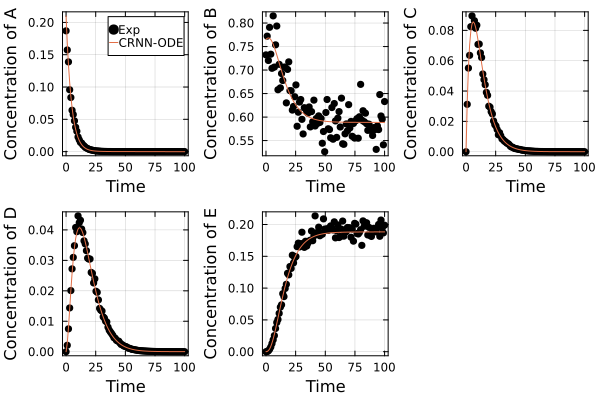 Concentration of A
0.20
0.15
0.10
0.05
0.00
Exp
CRNN-ODE
0 25 50 75 100
Time
Concentration of B
0.80
0.75
0.70
0.65
0.60
0.55
0 25 50 75 100
Time
Concentration of C
0.08
0.06
0.04
0.02
0.00
0 25 50 75 100
Time
Concentration of D
0.04
0.03
0.02
0.01
0.00
0 25 50 75 100
Time
Concentration of E
0.20
0.15
0.10
0.05
0.00
0 25 50 75 100
Time